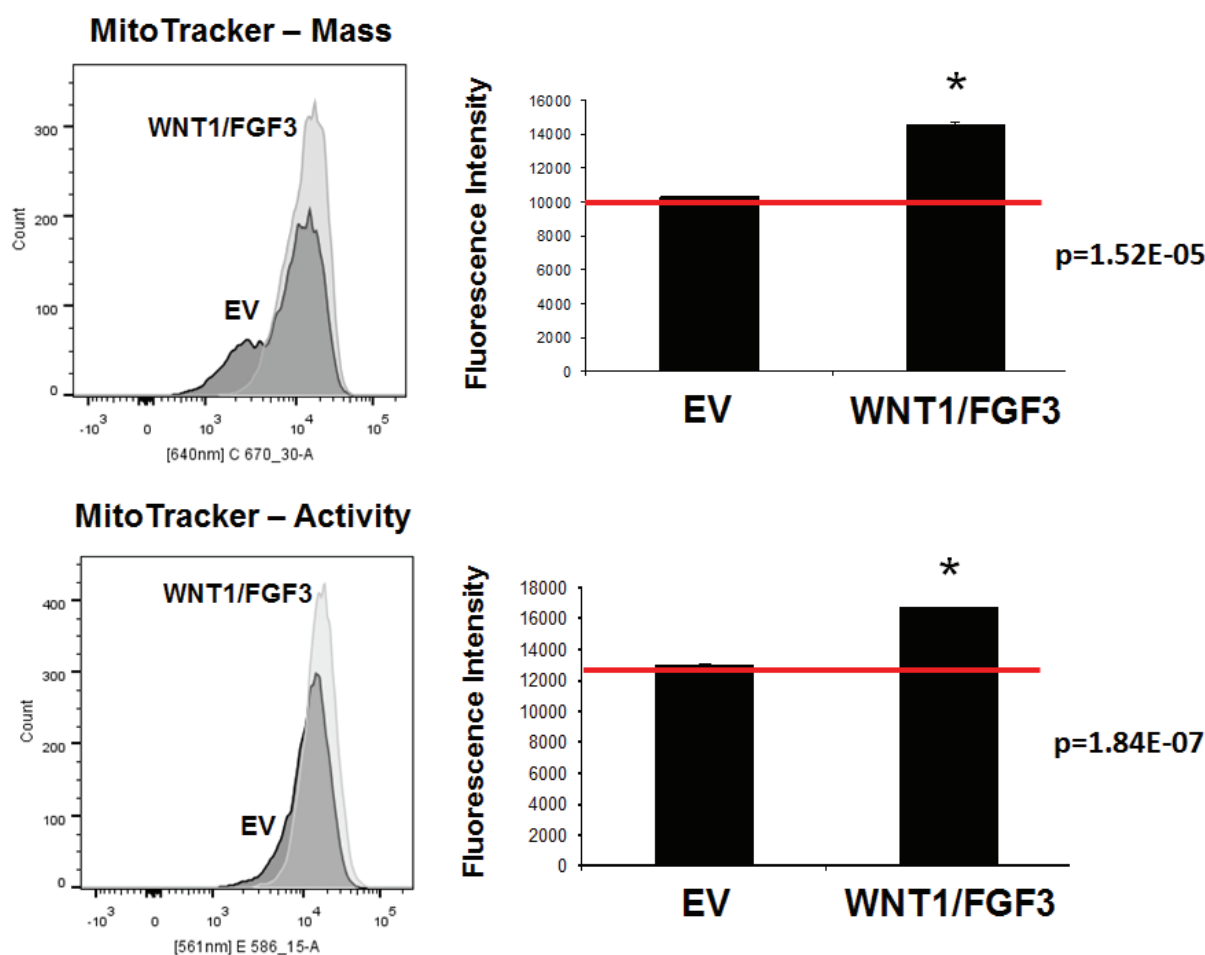 MitoTracker – Mass
WNT1/FGF3
EV
Count
300
200
100
0
-10³ 0 10³ 10⁴ 10⁵
[640nm] C 670_30-A
*
Fluorescence Intensity
16000
14000
12000
10000
8000
6000
4000
2000
0
EV WNT1/FGF3
p=1.52E-05
MitoTracker – Activity
WNT1/FGF3
EV
Count
400
300
200
100
0
-10³ 0 10³ 10⁴ 10⁵
[561nm] E 586_15-A
*
Fluorescence Intensity
18000
16000
14000
12000
10000
8000
6000
4000
2000
0
EV WNT1/FGF3
p=1.84E-07